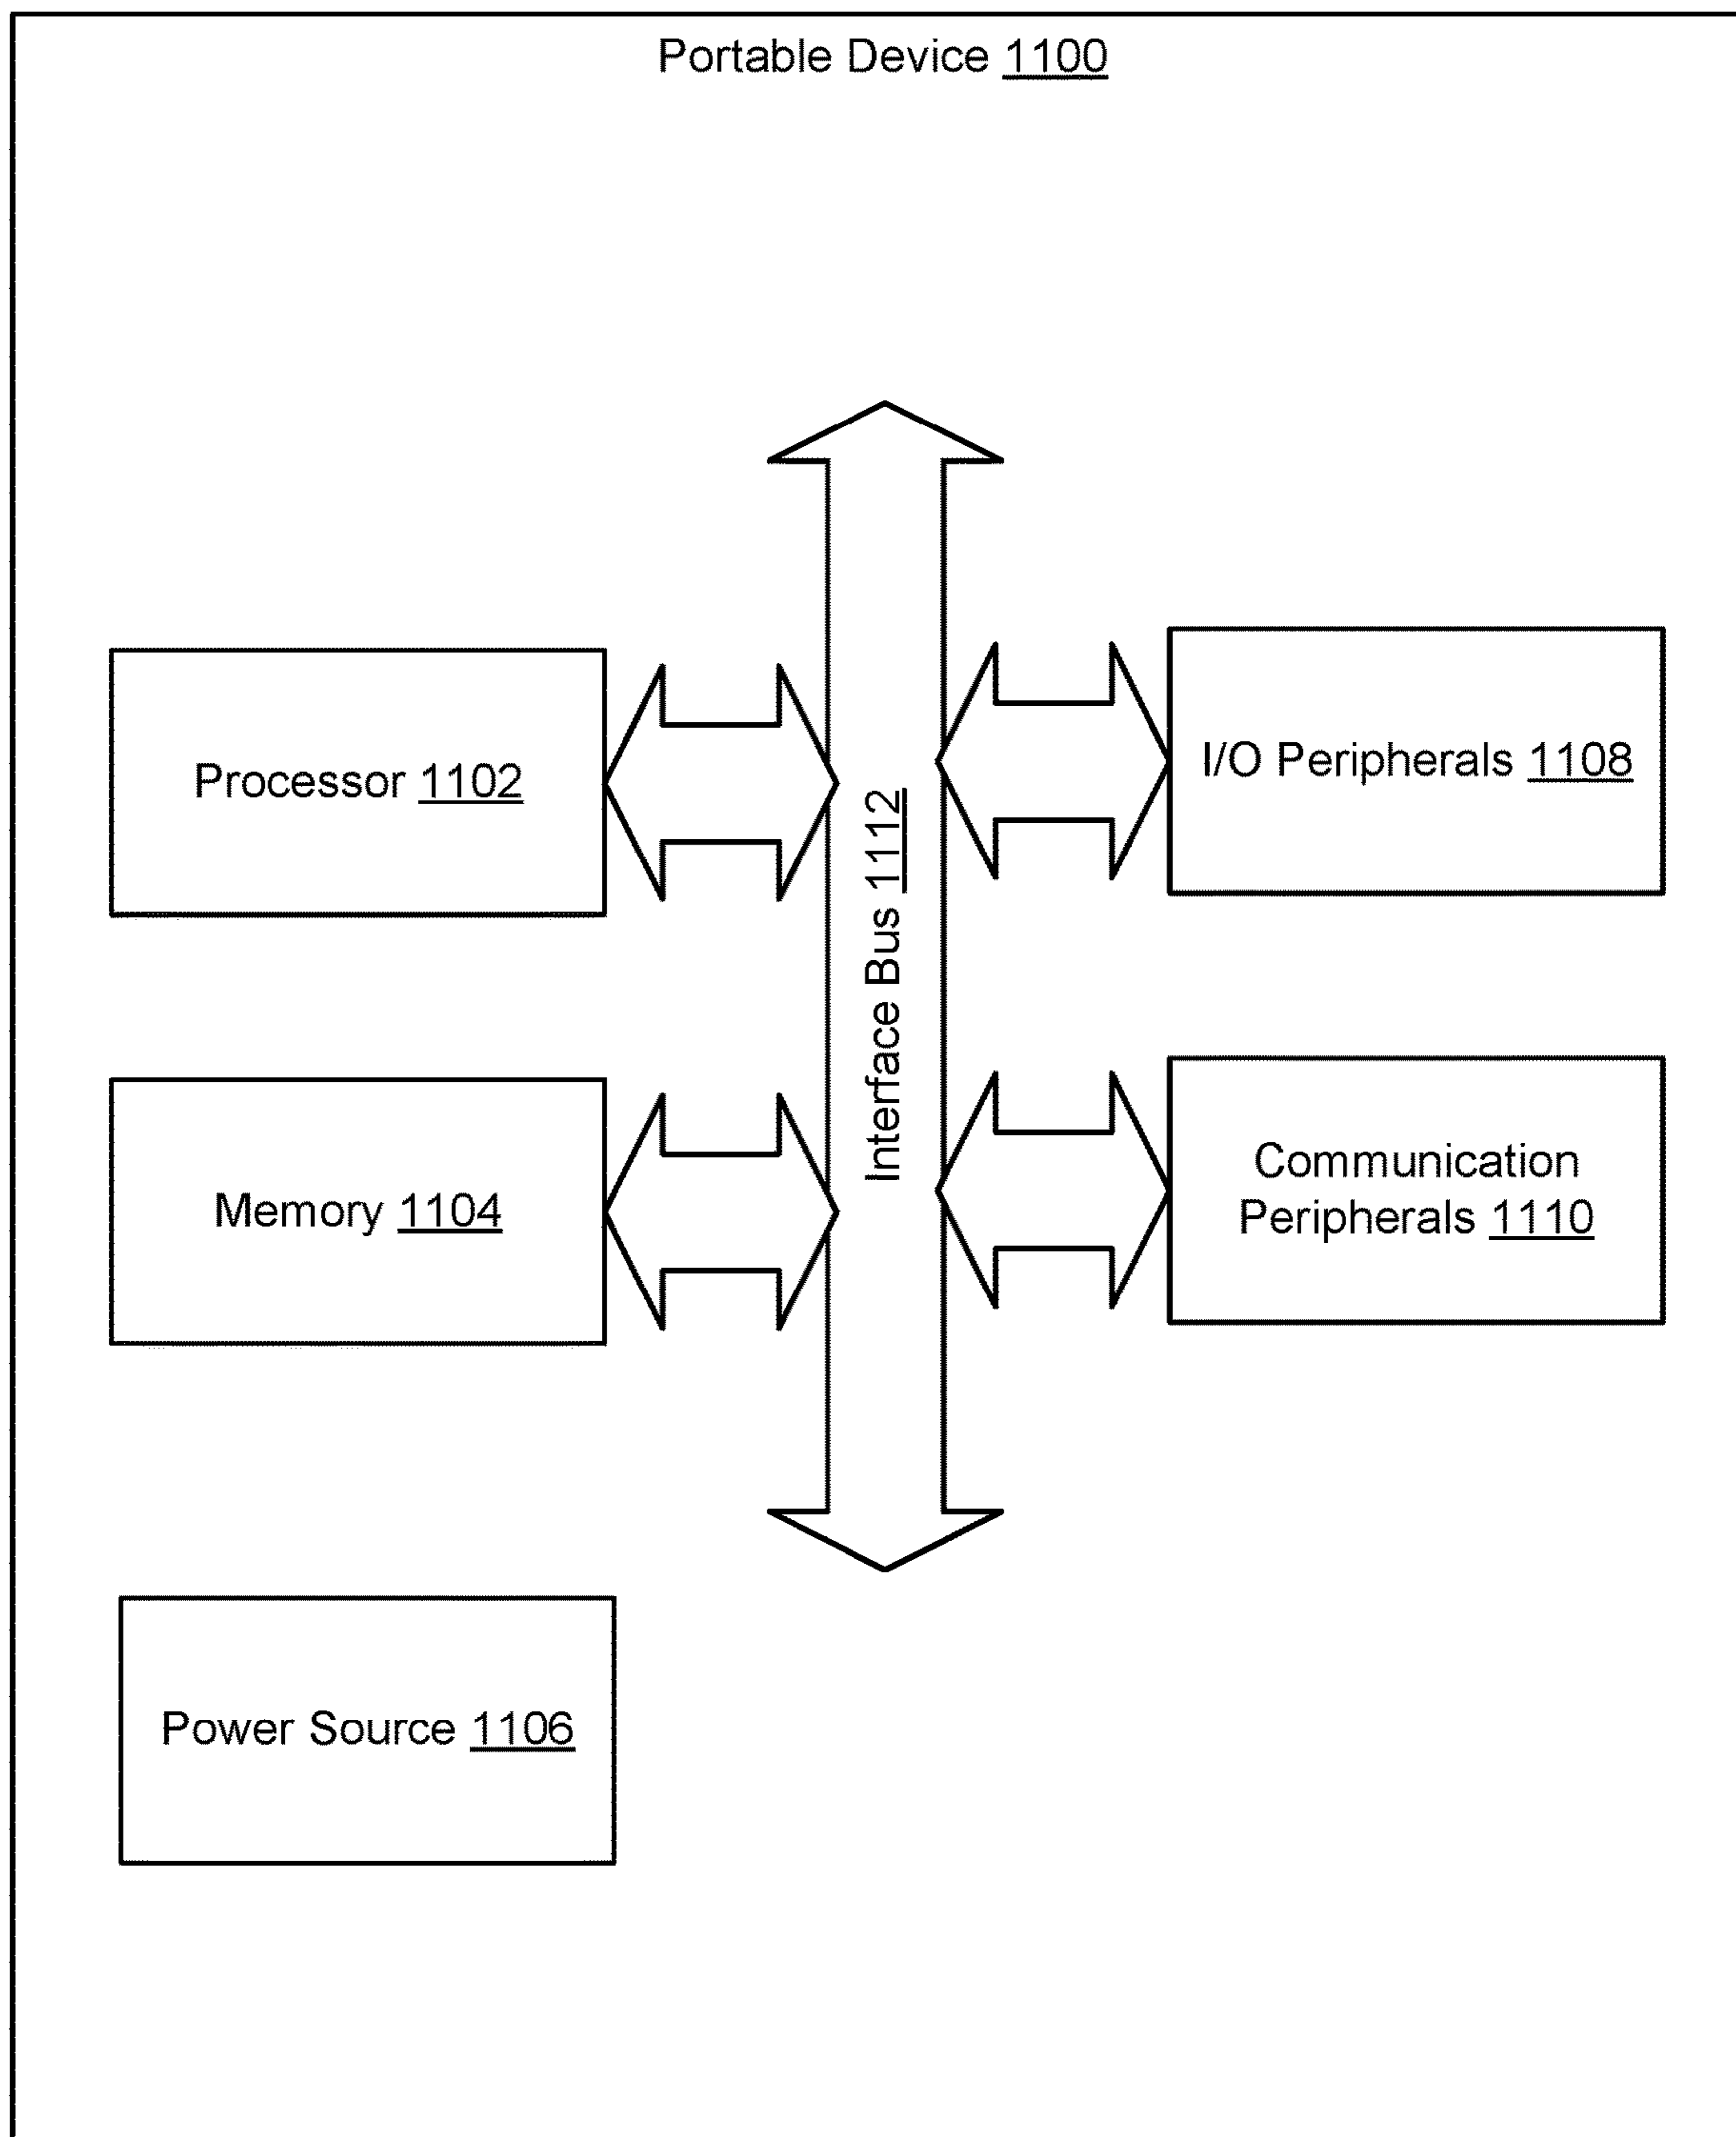 Portable Device 1100
Processor 1102
I/O Peripherals 1108
Interface Bus 1112
Memory 1104
Communication
Peripherals 1110
Power Source 1106